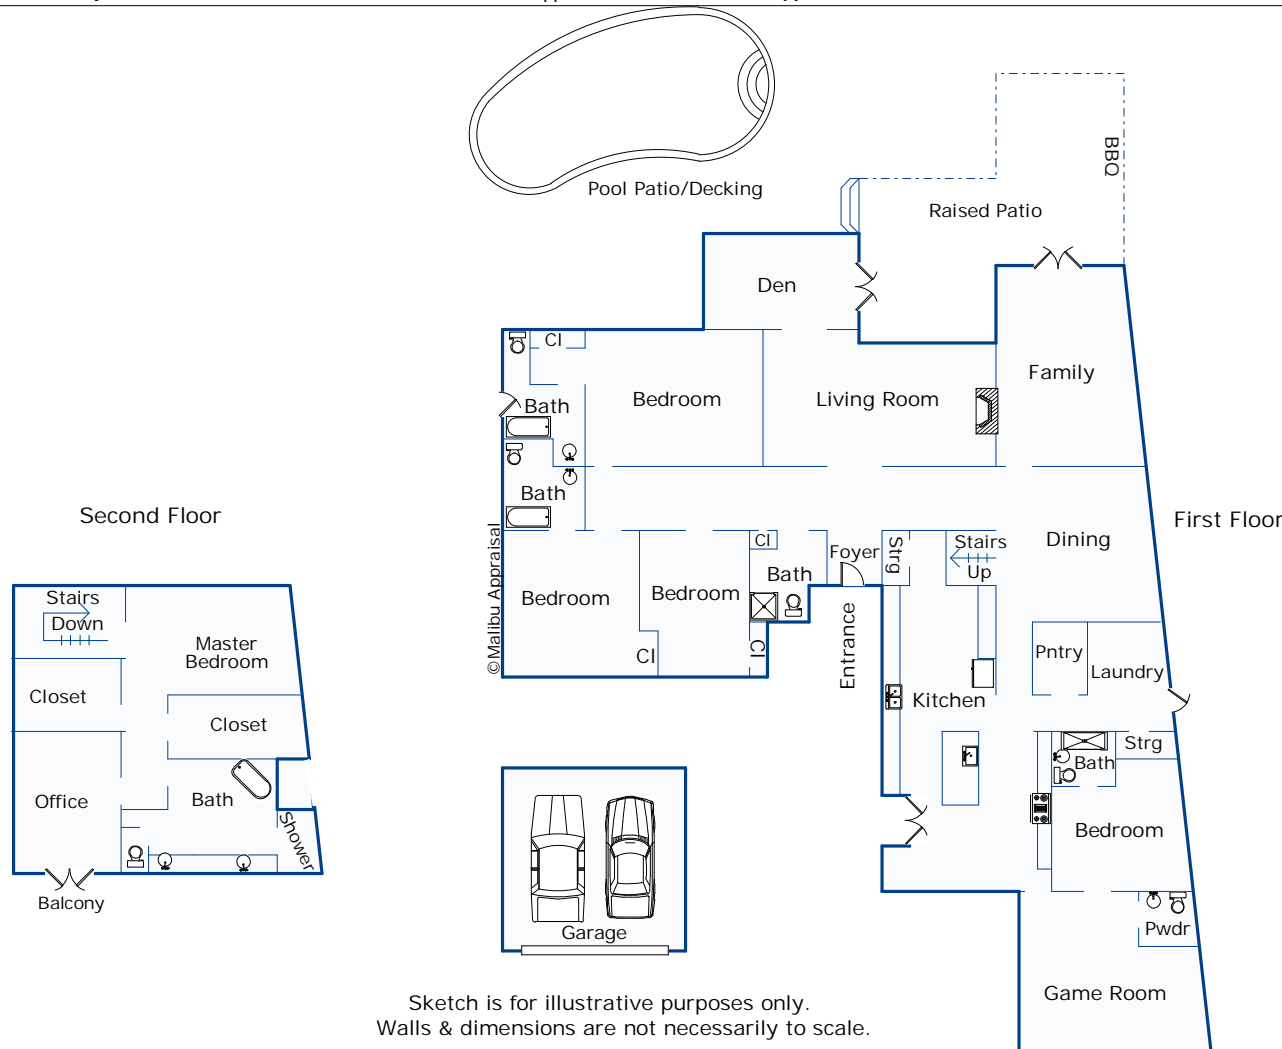 Pool Patio/Decking
BBQ
Raised Patio
Den
Cl
Family
Bath
Bedroom
Living Room
Bath
Second Floor
First Floor
Cl
Foyer
Strg
Stairs
Up
Dining
©Malibu Appraisal
Bedroom
Bedroom
Bath
Stairs
Down
Master
Bedroom
Cl
Cl
Entrance
Pntry
Laundry
Closet
Closet
Kitchen
Strg
Bath
Office
Bath
Shower
Bedroom
Balcony
Garage
Pwdr
Game Room
Sketch is for illustrative purposes only.
Walls & dimensions are not necessarily to scale.